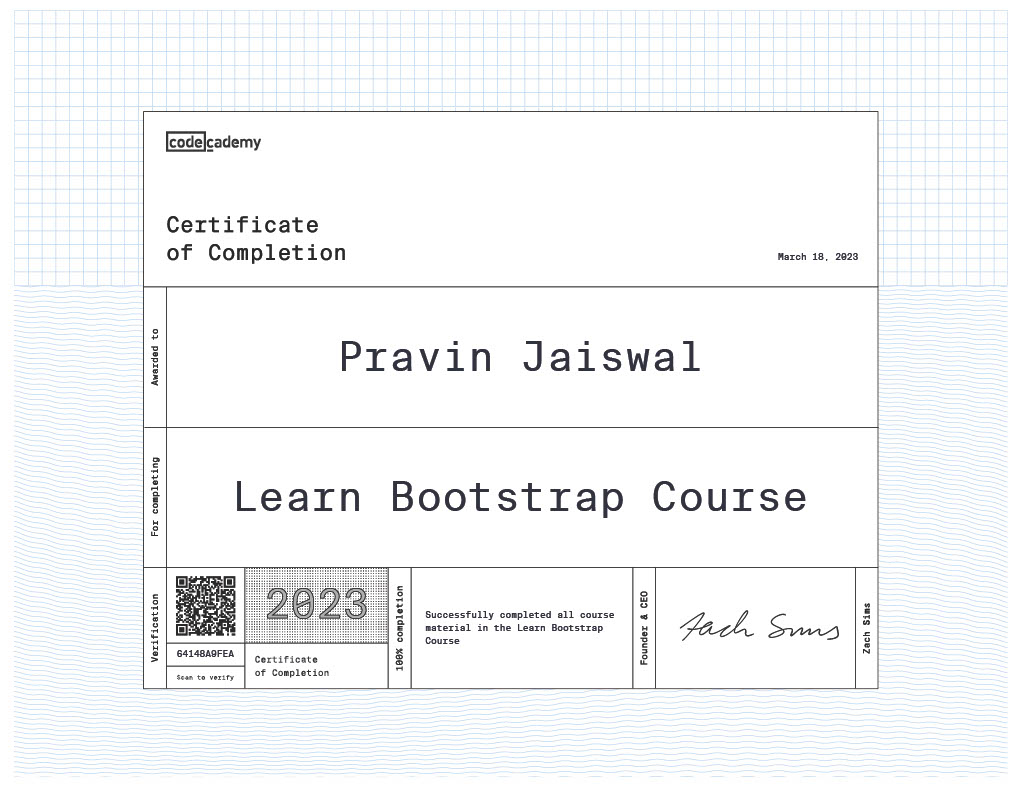 codecademy
Certificate
of Completion
March 18, 2023
Awarded to
Pravin Jaiswal
For completing
Learn Bootstrap Course
Verification
64148A9FEA
Scan to verify
2023
Certificate
of Completion
100% completion
Successfully completed all course
material in the Learn Bootstrap
Course
Founder & CEO
Zach Sims
Zach Sims